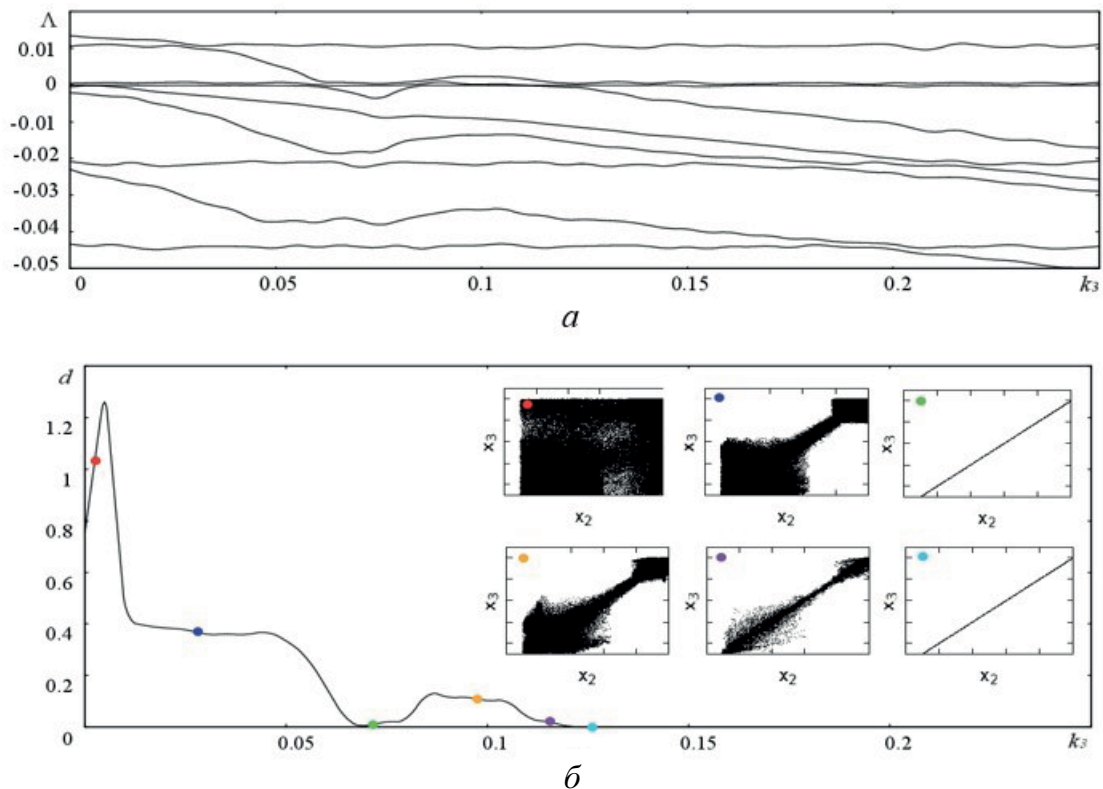 Λ
0.01
0
-0.01
-0.02
-0.03
-0.04
-0.05
0 0.05 0.1 0.15 0.2 k₃
а
d
1.2
1
0.8
0.6
0.4
0.2
0
x₃ x₃ x₃
x₂ x₂ x₂
x₃ x₃ x₃
x₂ x₂ x₂
0.05 0.1 0.15 0.2 k₃
б